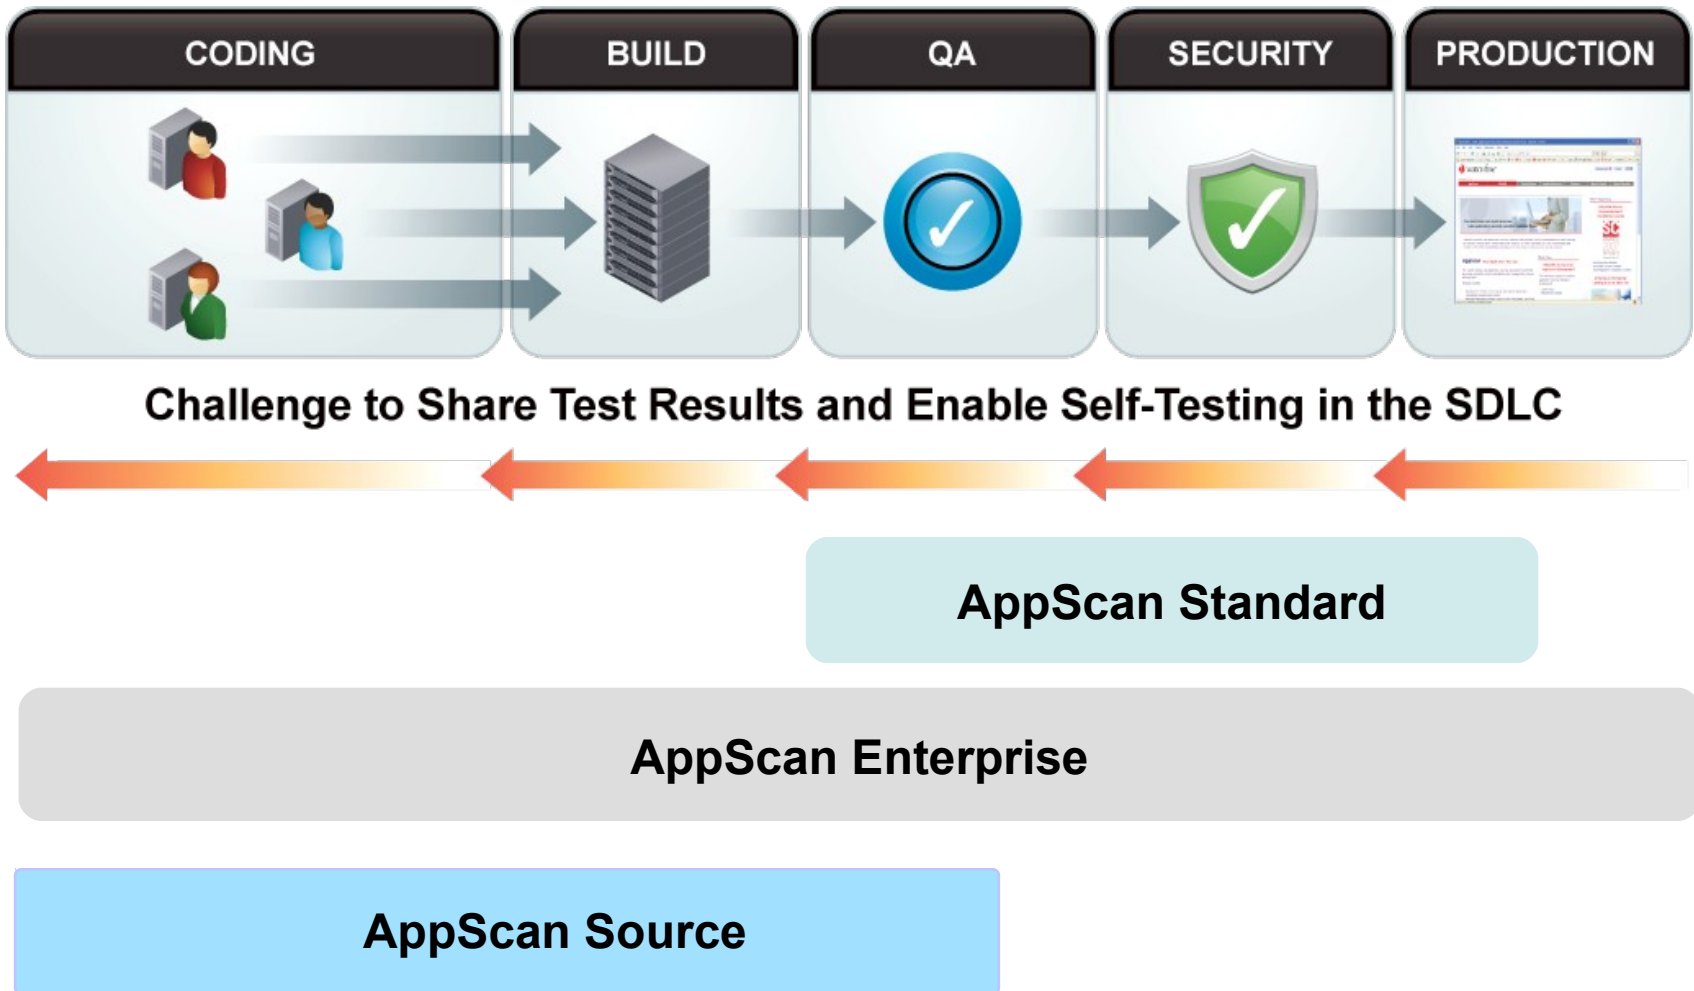 CODING
BUILD
QA
SECURITY
PRODUCTION
SC
Challenge to Share Test Results and Enable Self-Testing in the SDLC
AppScan Standard
AppScan Enterprise
AppScan Source